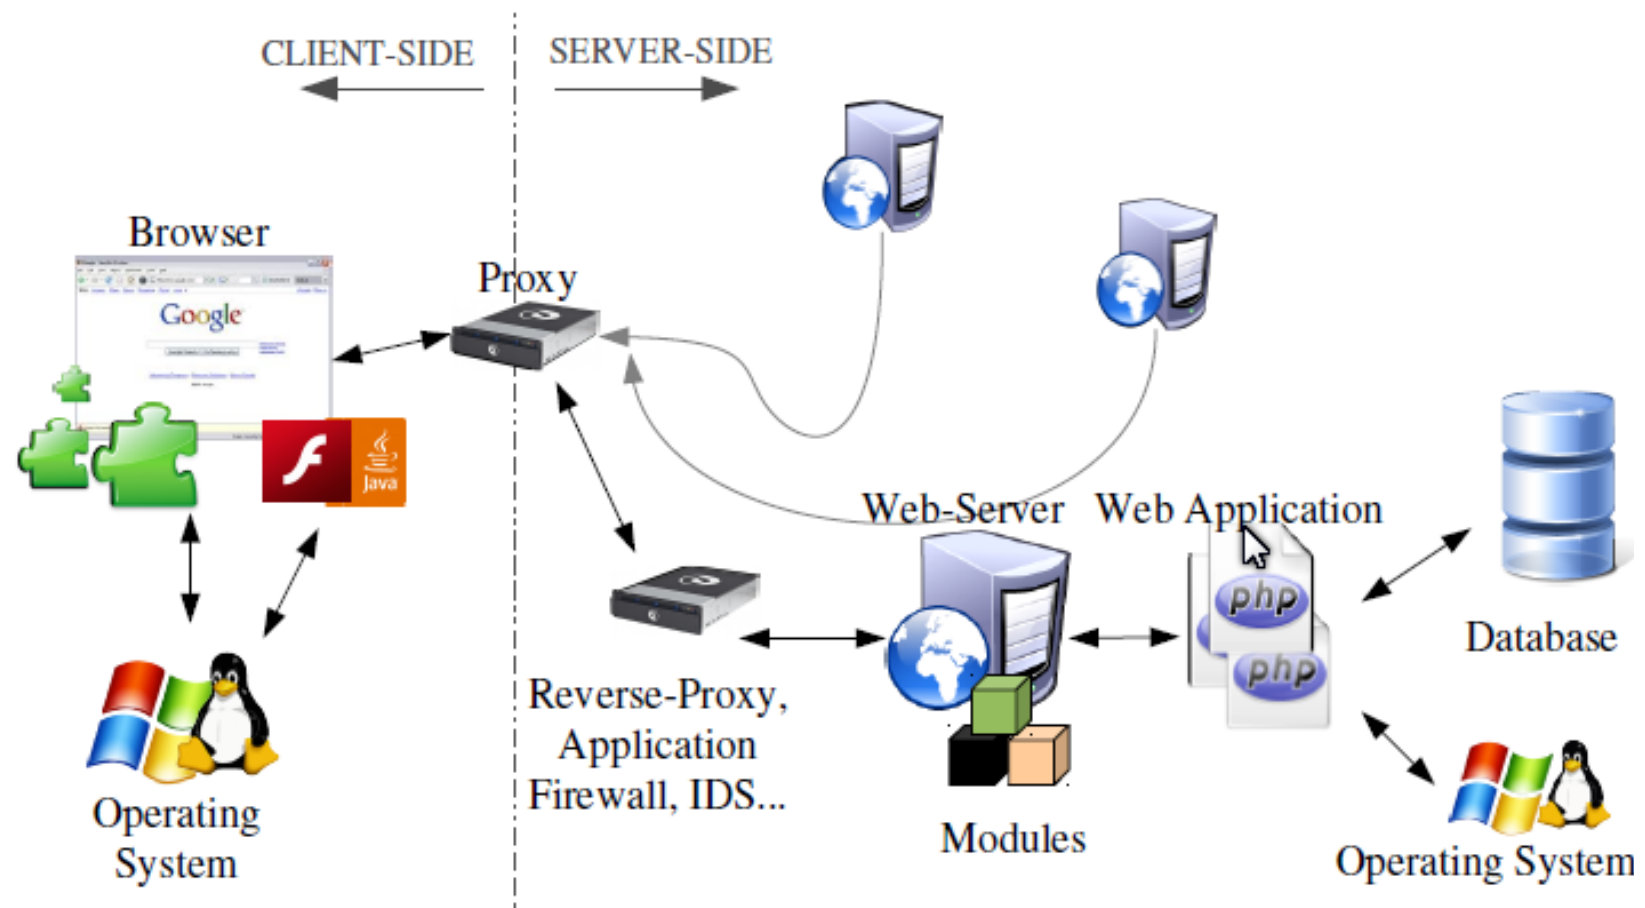 CLIENT-SIDE
SERVER-SIDE
Browser
Proxy
Google
Java
Web-Server
Web Application
php
php
Database
Reverse-Proxy,
Application
Firewall, IDS...
Modules
Operating
System
Operating System